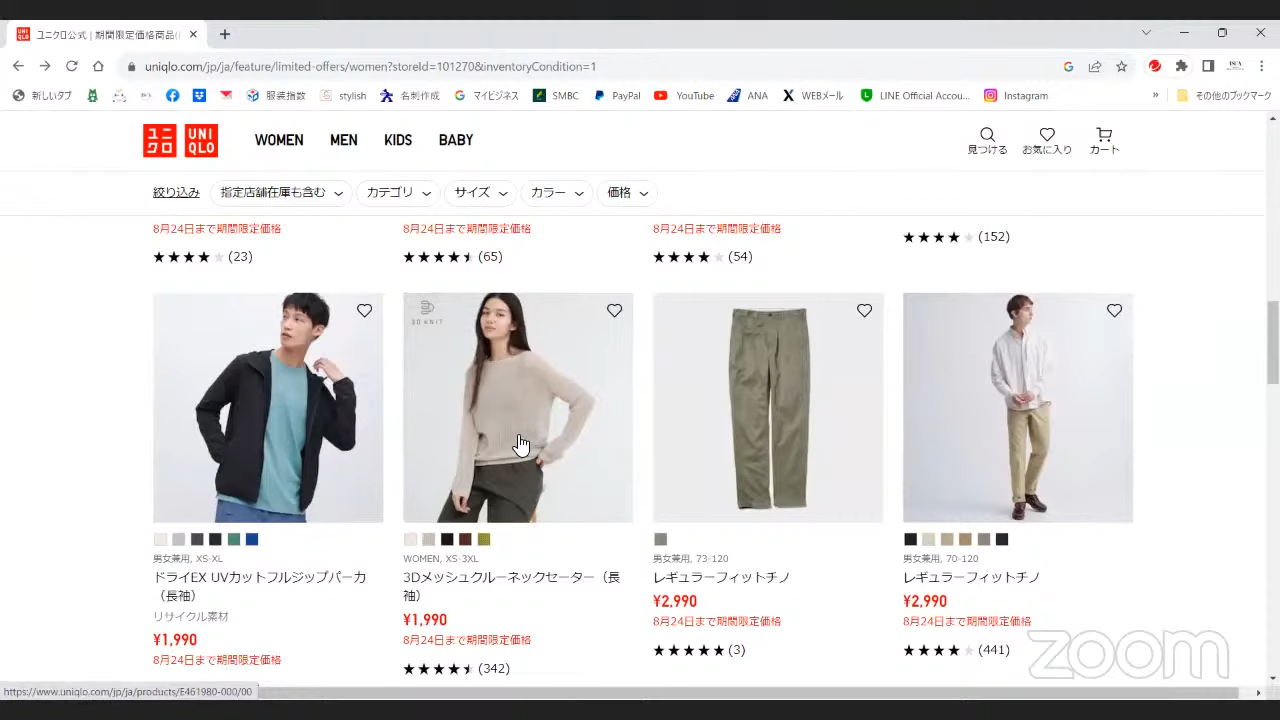 ユニクロ公式 | 期間限定価格商品(
uniqlo.com/jp/ja/feature/limited-offers/women?storeId=101270&inventoryCondition=1
新しいタブ
服装指数
stylish
名刺作成
マイビジネス
SMBC
PayPal
YouTube
ANA
WEBメール
LINE Official Accou...
Instagram
»
その他のブックマーク
ユニ
クロ
UNI
QLO
WOMEN
MEN
KIDS
BABY
見つける
お気に入り
カート
絞り込み
指定店舗在庫も含む
カテゴリ
サイズ
カラー
価格
8月24日まで期間限定価格
8月24日まで期間限定価格
8月24日まで期間限定価格
(23)
(65)
(54)
(152)
3D KNIT
男女兼用, XS-XL
ドライEX UVカットフルジップパーカ
（長袖）
リサイクル素材
¥1,990
8月24日まで期間限定価格
WOMEN, XS-3XL
3Dメッシュクルーネックセーター（長
袖）
¥1,990
8月24日まで期間限定価格
(342)
男女兼用, 73-120
レギュラーフィットチノ
¥2,990
8月24日まで期間限定価格
(3)
男女兼用, 70-120
レギュラーフィットチノ
¥2,990
8月24日まで期間限定価格
(441)
zoom
https://www.uniqlo.com/jp/ja/products/E461980-000/00